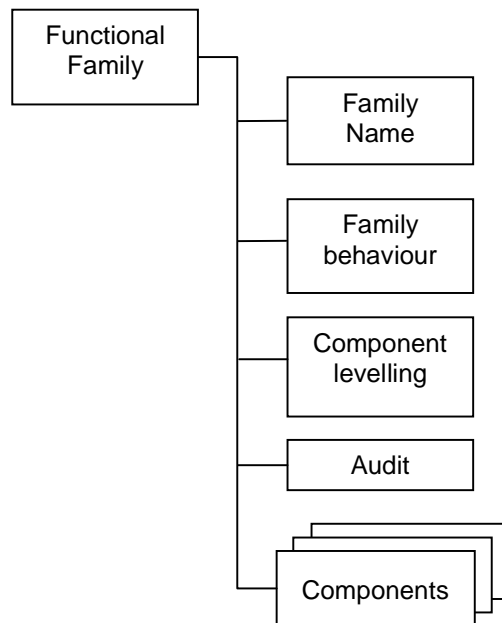 Functional
Family
Family
Name
Family
behaviour
Component
levelling
Audit
Components